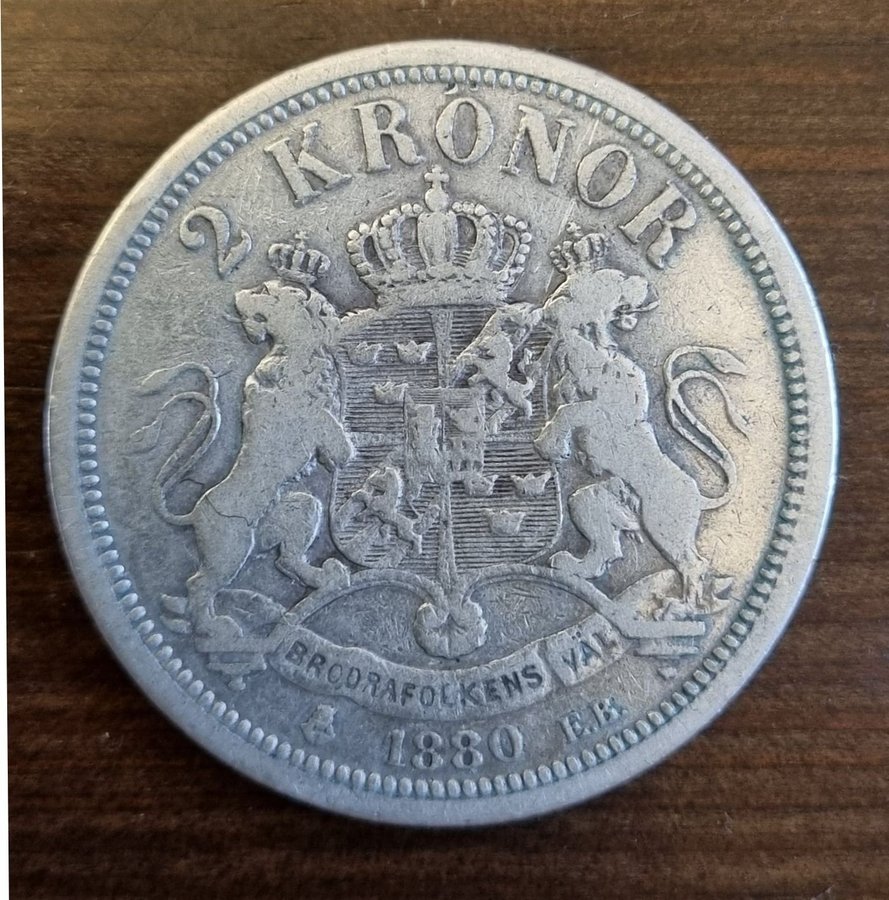 2 KRONOR
BRODRAFOLKENS VÄL
1880 E.B.